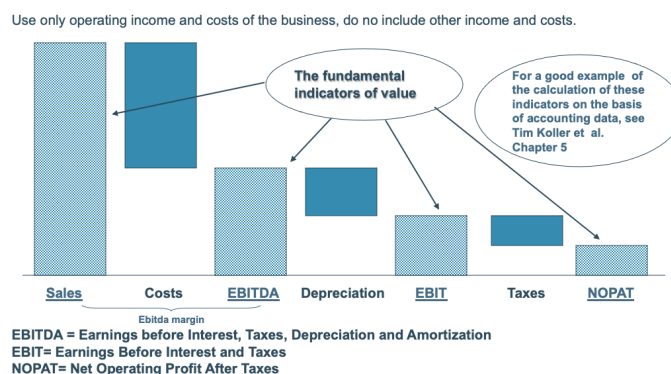 Use only operating income and costs of the business, do no include other income and costs.
The fundamental
indicators of value
For a good example of
the calculation of these
indicators on the basis
of accounting data, see
Tim Koller et al.
Chapter 5
Sales Costs EBITDA Depreciation EBIT Taxes NOPAT
Ebitda margin
EBITDA = Earnings before Interest, Taxes, Depreciation and Amortization
EBIT= Earnings Before Interest and Taxes
NOPAT= Net Operating Profit After Taxes